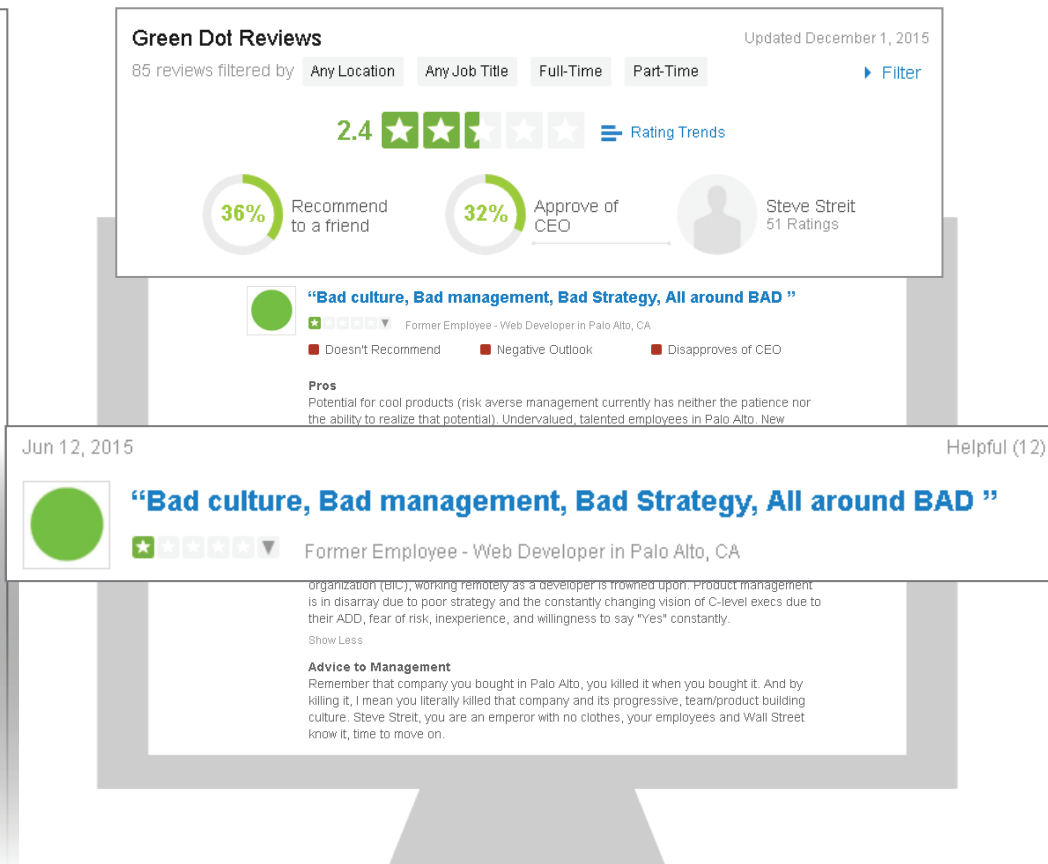 Green Dot Reviews
Updated December 1, 2015
85 reviews filtered by Any Location Any Job Title Full-Time Part-Time Filter
2.4 Rating Trends
36% Recommend to a friend
32% Approve of CEO
Steve Streit
51 Ratings
“Bad culture, Bad management, Bad Strategy, All around BAD ”
Former Employee - Web Developer in Palo Alto, CA
Doesn't Recommend Negative Outlook Disapproves of CEO
Pros
Potential for cool products (risk averse management currently has neither the patience nor
the ability to realize that potential). Undervalued, talented employees in Palo Alto. New
Jun 12, 2015 Helpful (12)
“Bad culture, Bad management, Bad Strategy, All around BAD ”
Former Employee - Web Developer in Palo Alto, CA
organization (BIC), working remotely as a developer is frowned upon. Product management
is in disarray due to poor strategy and the constantly changing vision of C-level execs due to
their ADD, fear of risk, inexperience, and willingness to say "Yes" constantly.
Show Less
Advice to Management
Remember that company you bought in Palo Alto, you killed it when you bought it. And by
killing it, I mean you literally killed that company and its progressive, team/product building
culture. Steve Streit, you are an emperor with no clothes, your employees and Wall Street
know it, time to move on.